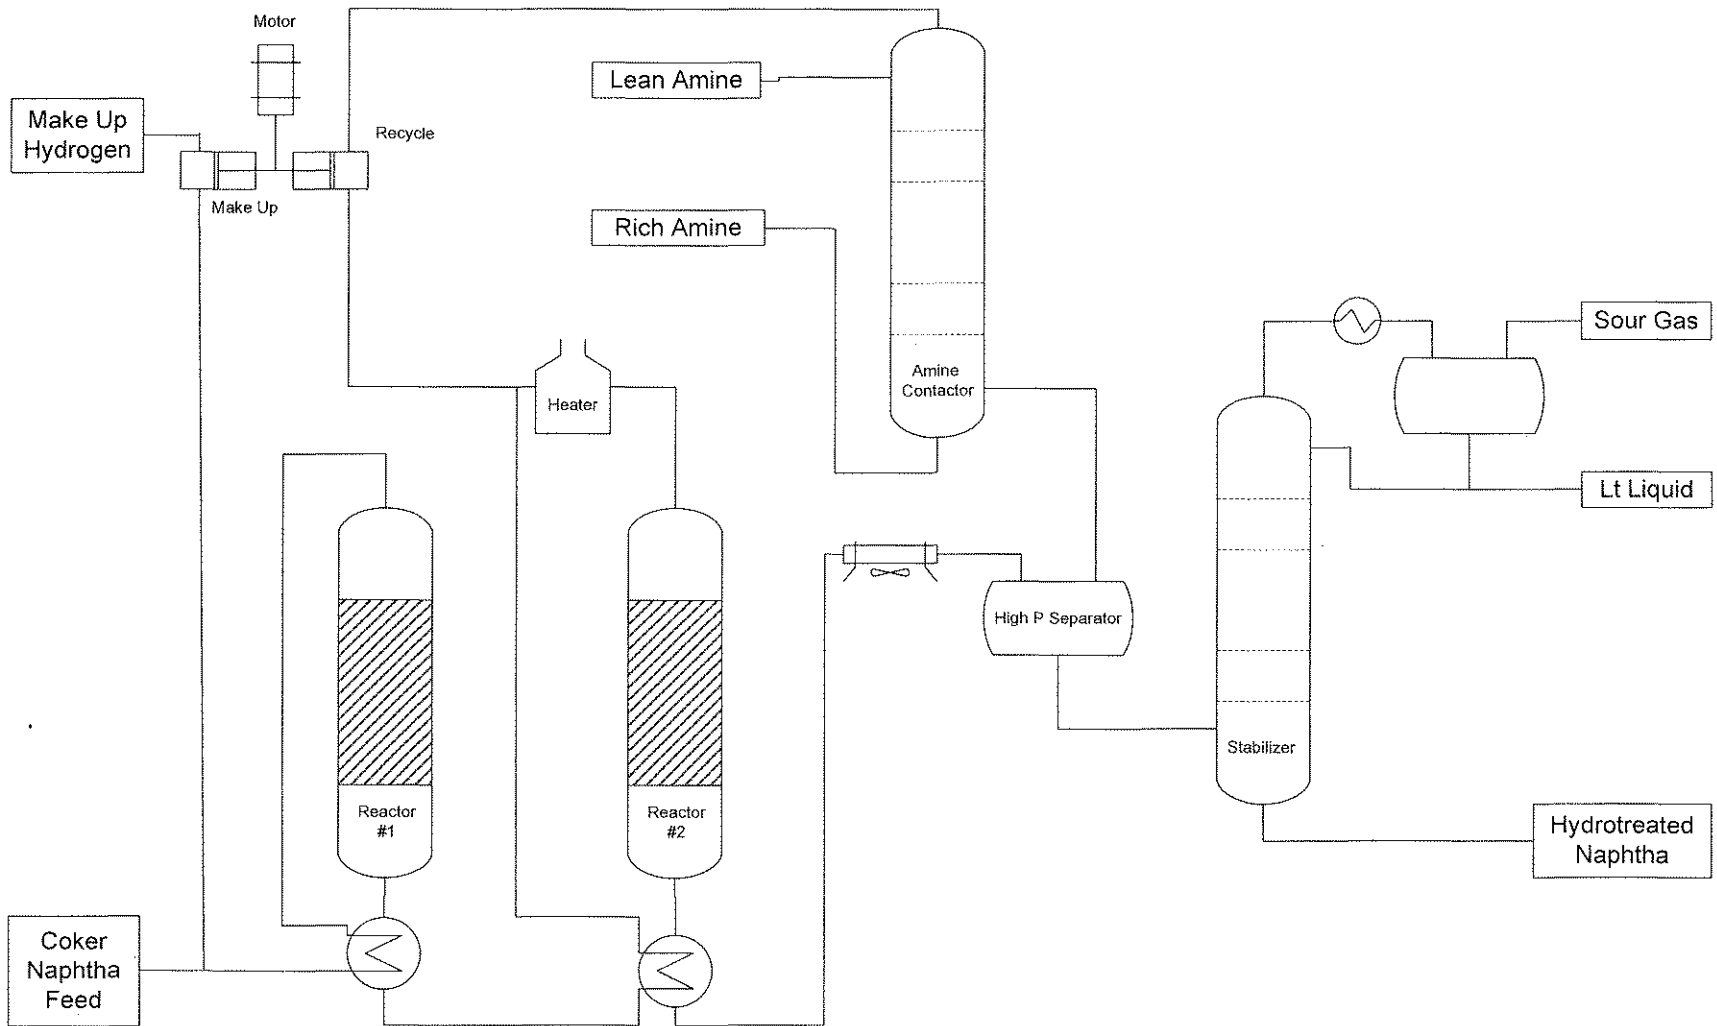 Motor
Make Up
Hydrogen
Recycle
Make Up
Lean Amine
Rich Amine
Amine
Contactor
Heater
Sour Gas
Lt Liquid
High P Separator
Stabilizer
Reactor
#1
Reactor
#2
Hydrotreated
Naphtha
Coker
Naphtha
Feed